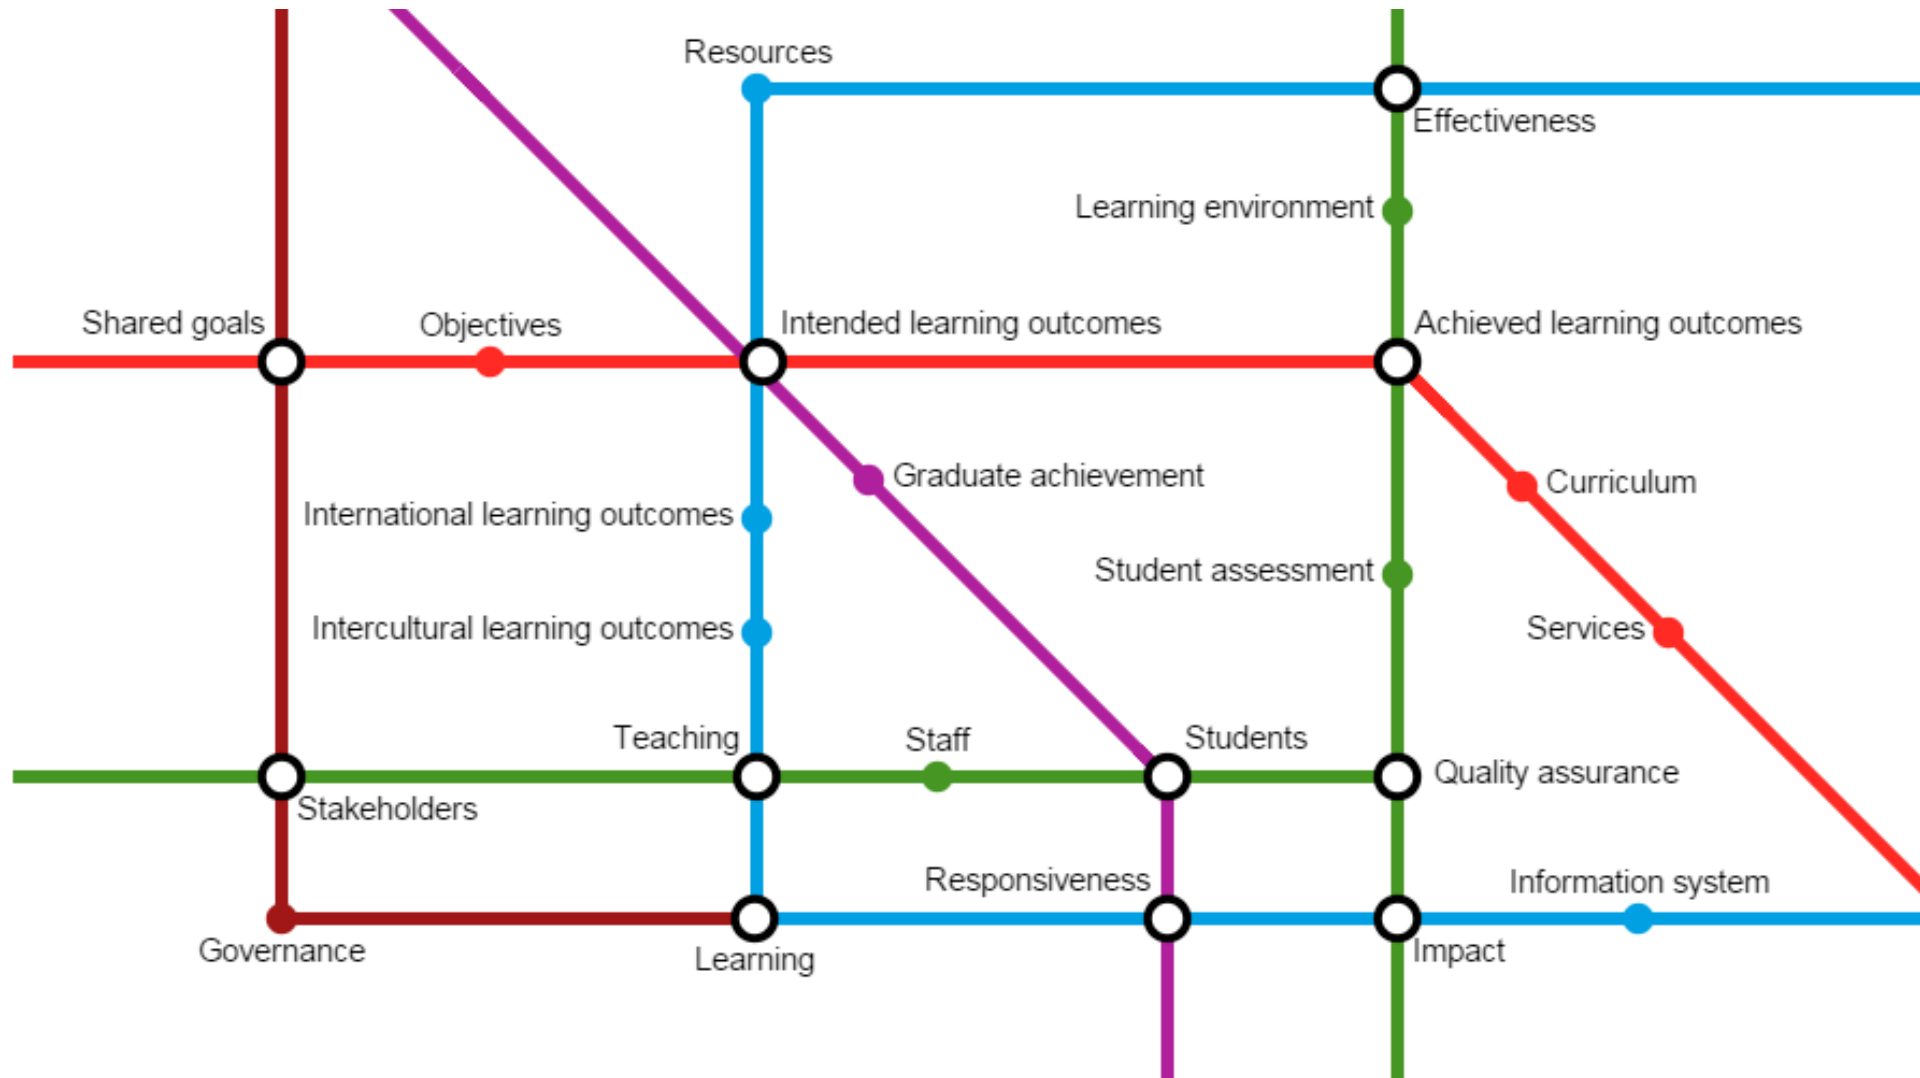 Resources
Effectiveness
Learning environment
Shared goals
Objectives
Intended learning outcomes
Achieved learning outcomes
Graduate achievement
Curriculum
International learning outcomes
Student assessment
Intercultural learning outcomes
Services
Teaching
Staff
Students
Quality assurance
Stakeholders
Responsiveness
Information system
Governance
Learning
Impact